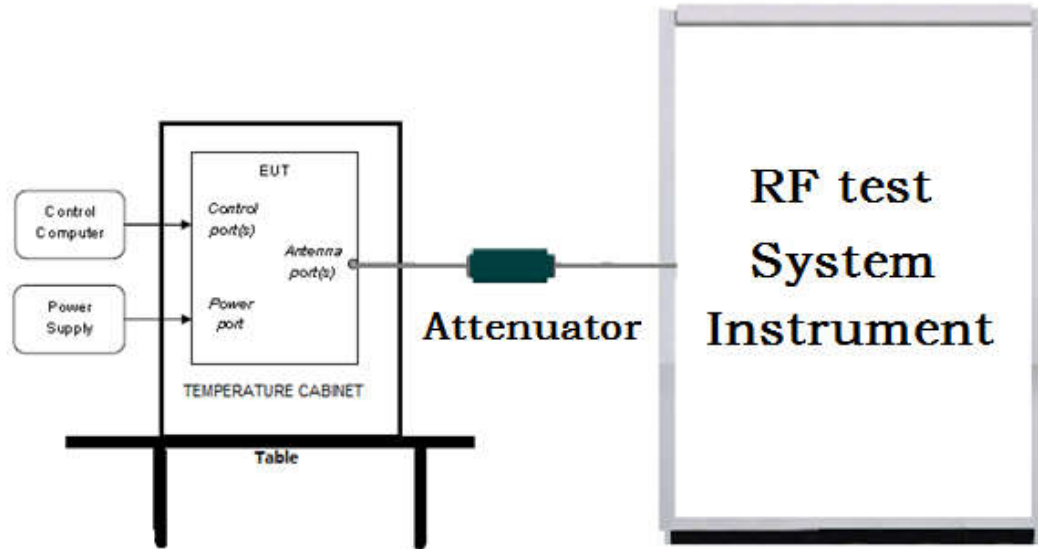 Control
Computer
Power
Supply
EUT
Control
port(s)
Antenna
port(s)
Power
port
TEMPERATURE CABINET
Table
Attenuator
RF test
System
Instrument